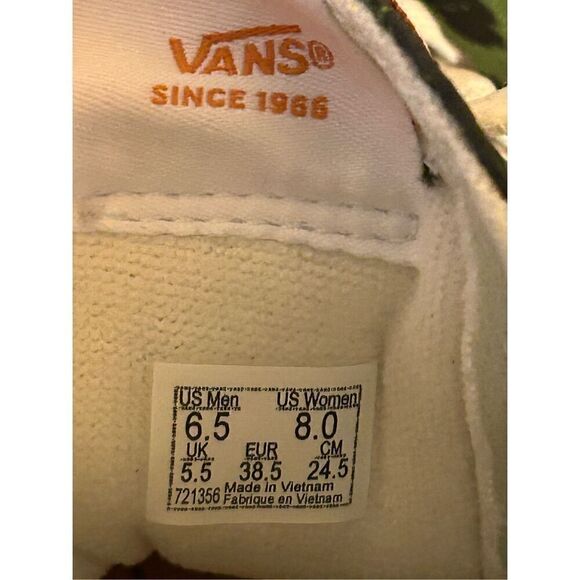 VANS®
SINCE 1966
US Men US Women
6.5 8.0
UK EUR CM
5.5 38.5 24.5
721356 Made in Vietnam
Fabrique en Vietnam